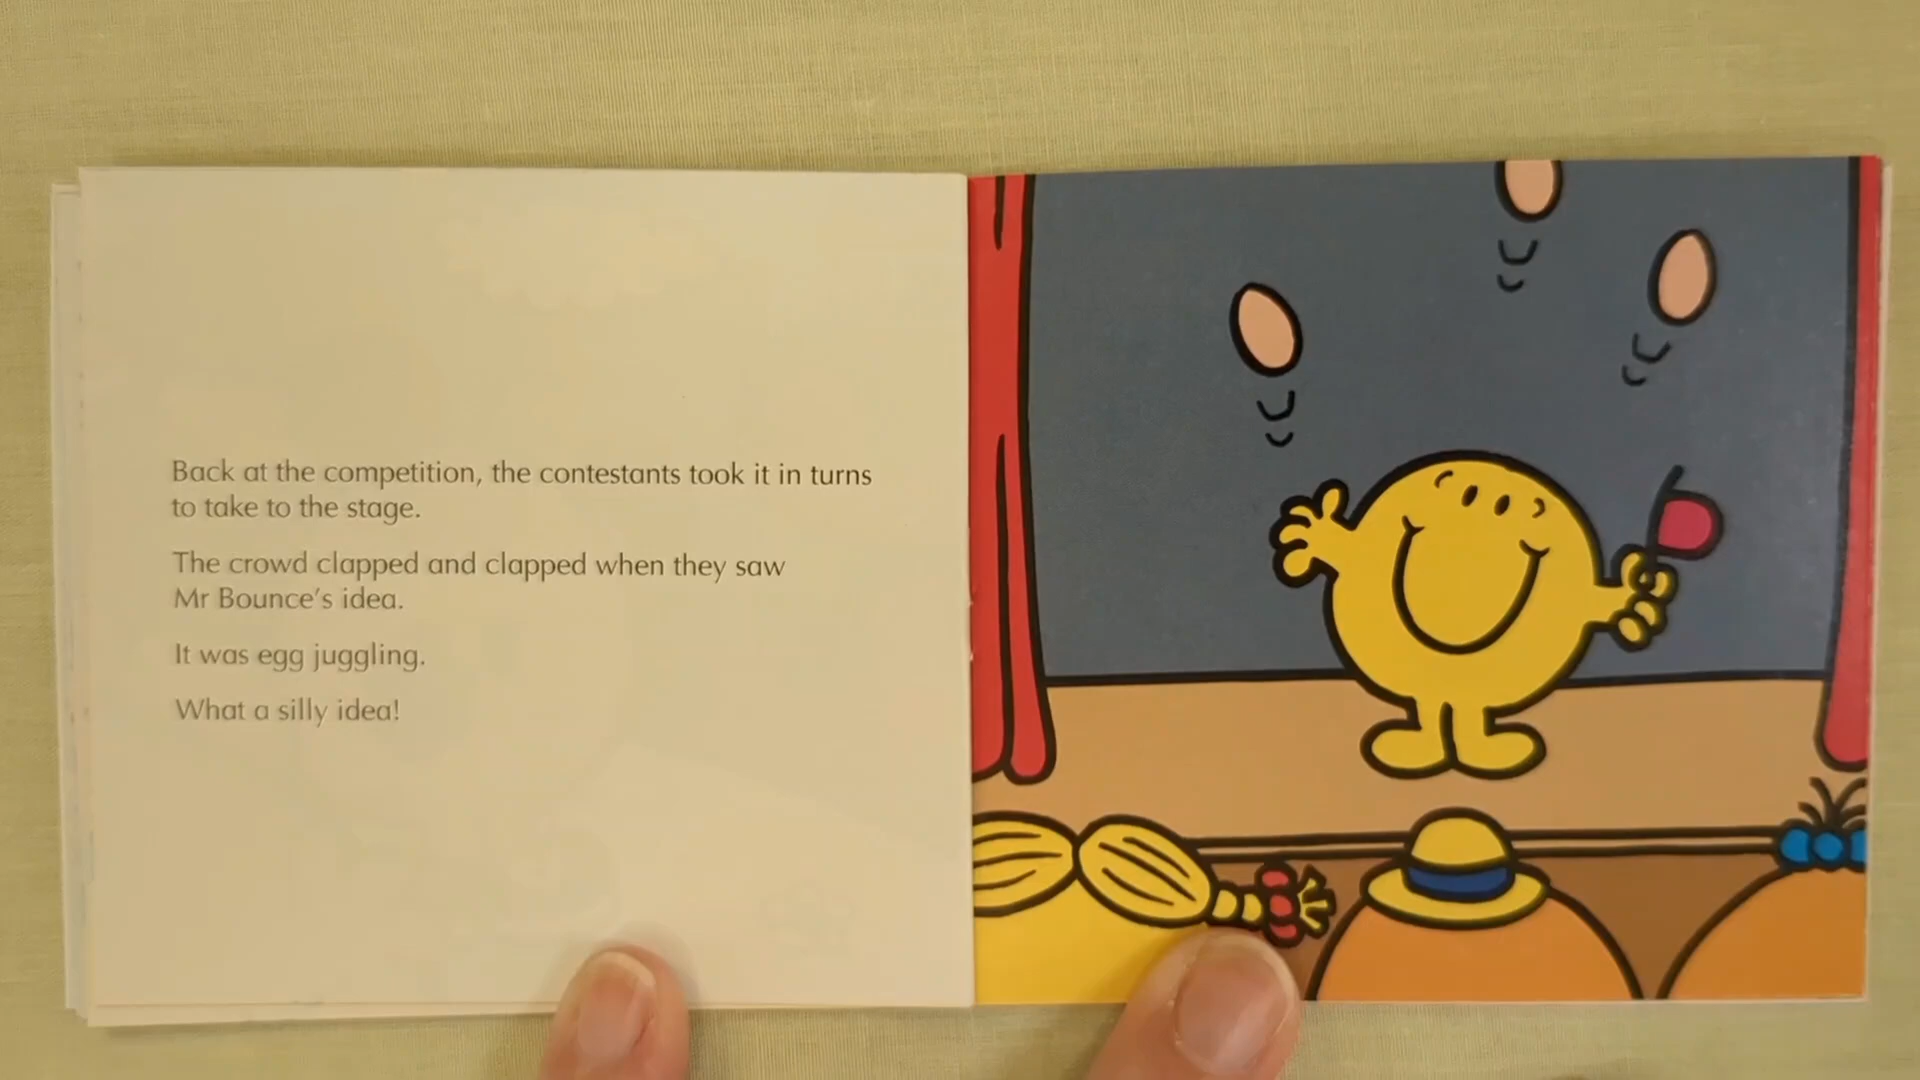 Back at the competition, the contestants took it in turns
to take to the stage.
The crowd clapped and clapped when they saw
Mr Bounce's idea.
It was egg juggling.
What a silly idea!